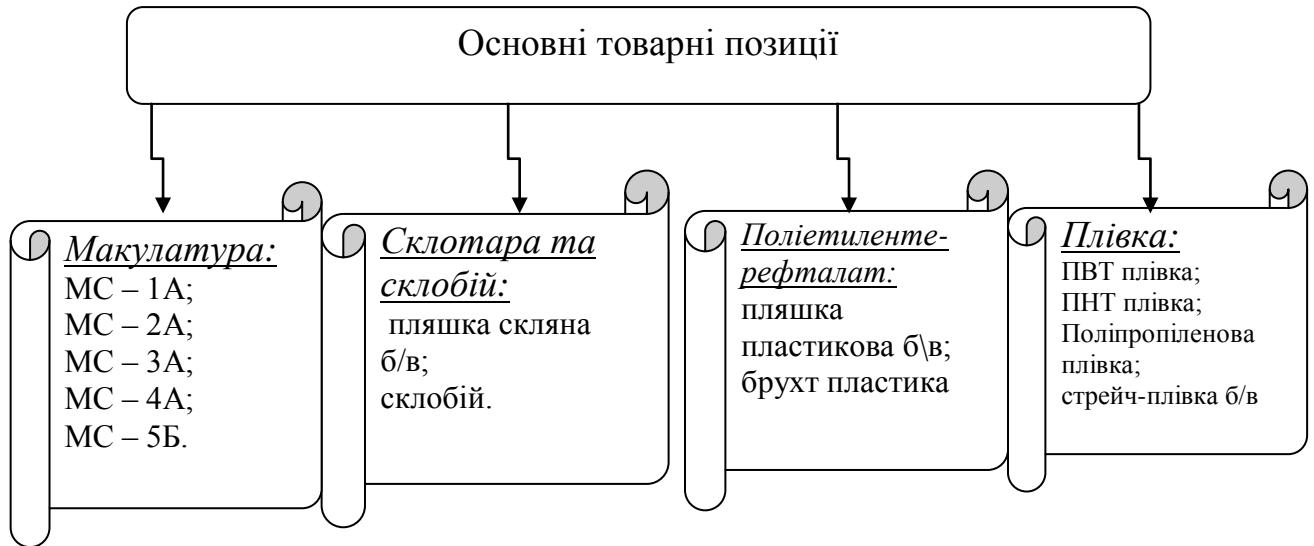 Основні товарні позиції
Макулатура:
МС – 1А;
МС – 2А;
МС – 3А;
МС – 4А;
МС – 5Б.
Склотара та
склобій:
пляшка скляна
б/в;
склобій.
Поліетиленте-
рефталат:
пляшка
пластикова б\в;
брухт пластика
Плівка:
ПВТ плівка;
ПНТ плівка;
Поліпропіленова
плівка;
стрейч-плівка б/в